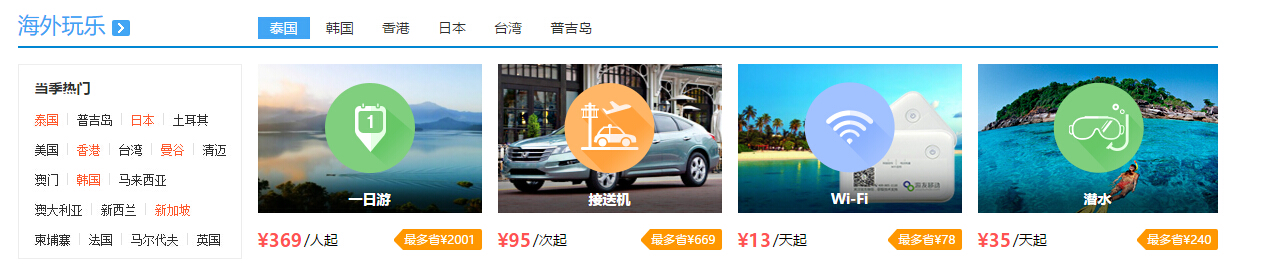 海外玩乐
泰国 韩国 香港 日本 台湾 普吉岛
当季热门
泰国 普吉岛 日本 土耳其
美国 香港 台湾 曼谷 清迈
澳门 韩国 马来西亚
澳大利亚 新西兰 新加坡
柬埔寨 法国 马尔代夫 英国
1
一日游
¥369/人起 最多省¥2001
接送机
¥95/次起 最多省¥669
Wi-Fi
¥13/天起 最多省¥78
潜水
¥35/天起 最多省¥240